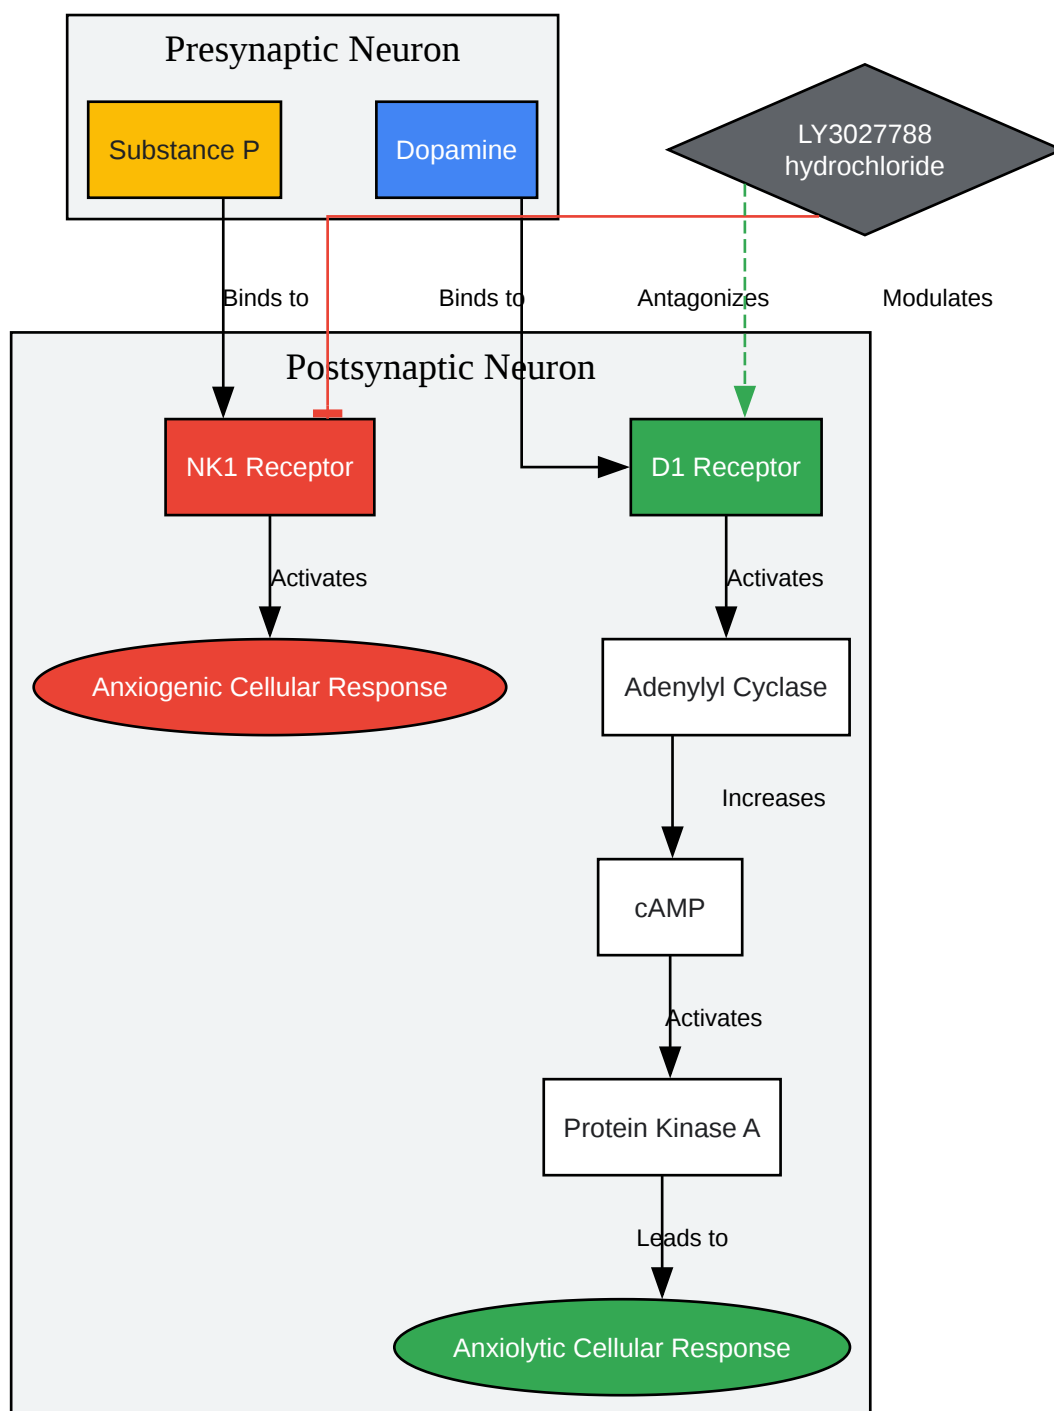 Presynaptic Neuron
Substance P
Dopamine
LY3027788
hydrochloride
Binds to
Binds to
Antagonizes
Modulates
Postsynaptic Neuron
NK1 Receptor
D1 Receptor
Activates
Activates
Anxiogenic Cellular Response
Adenylyl Cyclase
Increases
cAMP
Activates
Protein Kinase A
Leads to
Anxiolytic Cellular Response